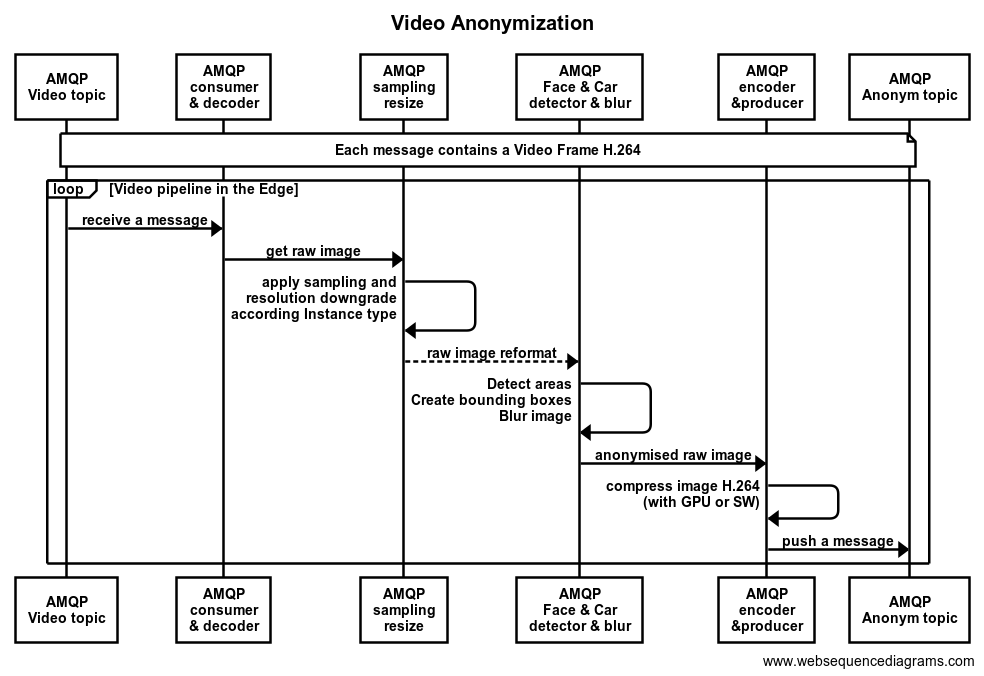 Video Anonymization
AMQP
Video topic
AMQP
consumer
& decoder
AMQP
sampling
resize
AMQP
Face & Car
detector & blur
AMQP
encoder
&producer
AMQP
Anonym topic
Each message contains a Video Frame H.264
loop [Video pipeline in the Edge]
receive a message
get raw image
apply sampling and
resolution downgrade
according Instance type
raw image reformat
Detect areas
Create bounding boxes
Blur image
anonymised raw image
compress image H.264
(with GPU or SW)
push a message
AMQP
Video topic
AMQP
consumer
& decoder
AMQP
sampling
resize
AMQP
Face & Car
detector & blur
AMQP
encoder
&producer
AMQP
Anonym topic
www.websequencediagrams.com